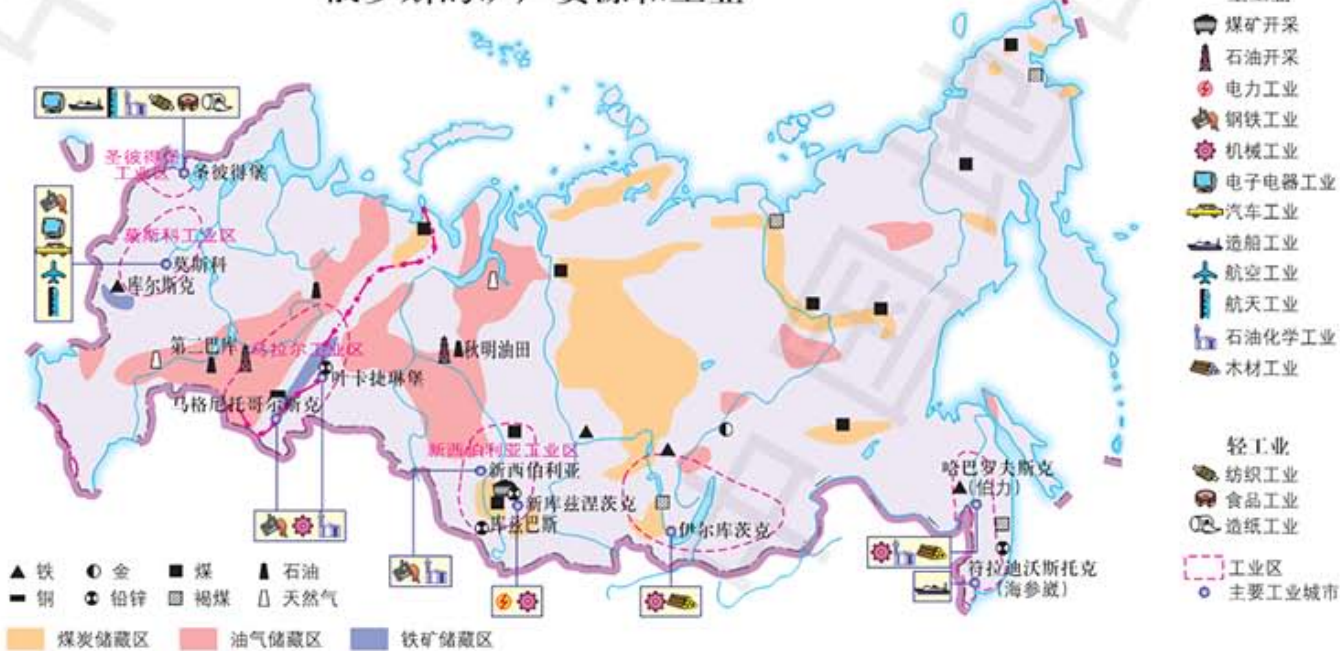 俄罗斯的矿产资源和工业
煤矿开采
石油开采
电力工业
钢铁工业
机械工业
电子电器工业
汽车工业
造船工业
航空工业
航天工业
石油化学工业
木材工业
轻工业
纺织工业
食品工业
造纸工业
工业区
主要工业城市
圣彼得堡
工业区
圣彼得堡
莫斯科工业区
莫斯科
库尔斯克
第二巴库
乌拉尔工业区
秋明油田
叶卡捷琳堡
马格尼托哥尔斯克
新西伯利亚工业区
新西伯利亚
新库兹涅茨克
库兹巴斯
伊尔库茨克
哈巴罗夫斯克
(伯力)
符拉迪沃斯托克
(海参崴)
铁
金
煤
石油
铜
铅锌
褐煤
天然气
煤炭储藏区
油气储藏区
铁矿储藏区